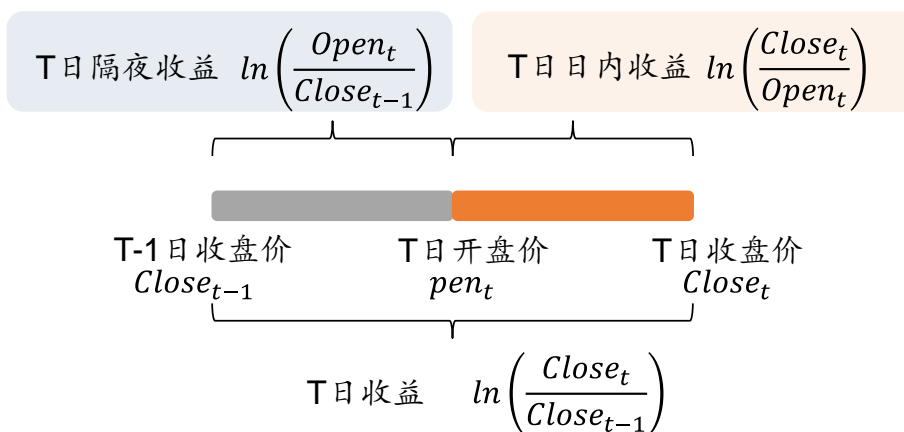 T日隔夜收益 ln(Open_t/Close_{t-1})
T日日内收益 ln(Close_t/Open_t)
T-1日收盘价
Close_{t-1}
T日开盘价
pen_t
T日收盘价
Close_t
T日收益 ln(Close_t/Close_{t-1})